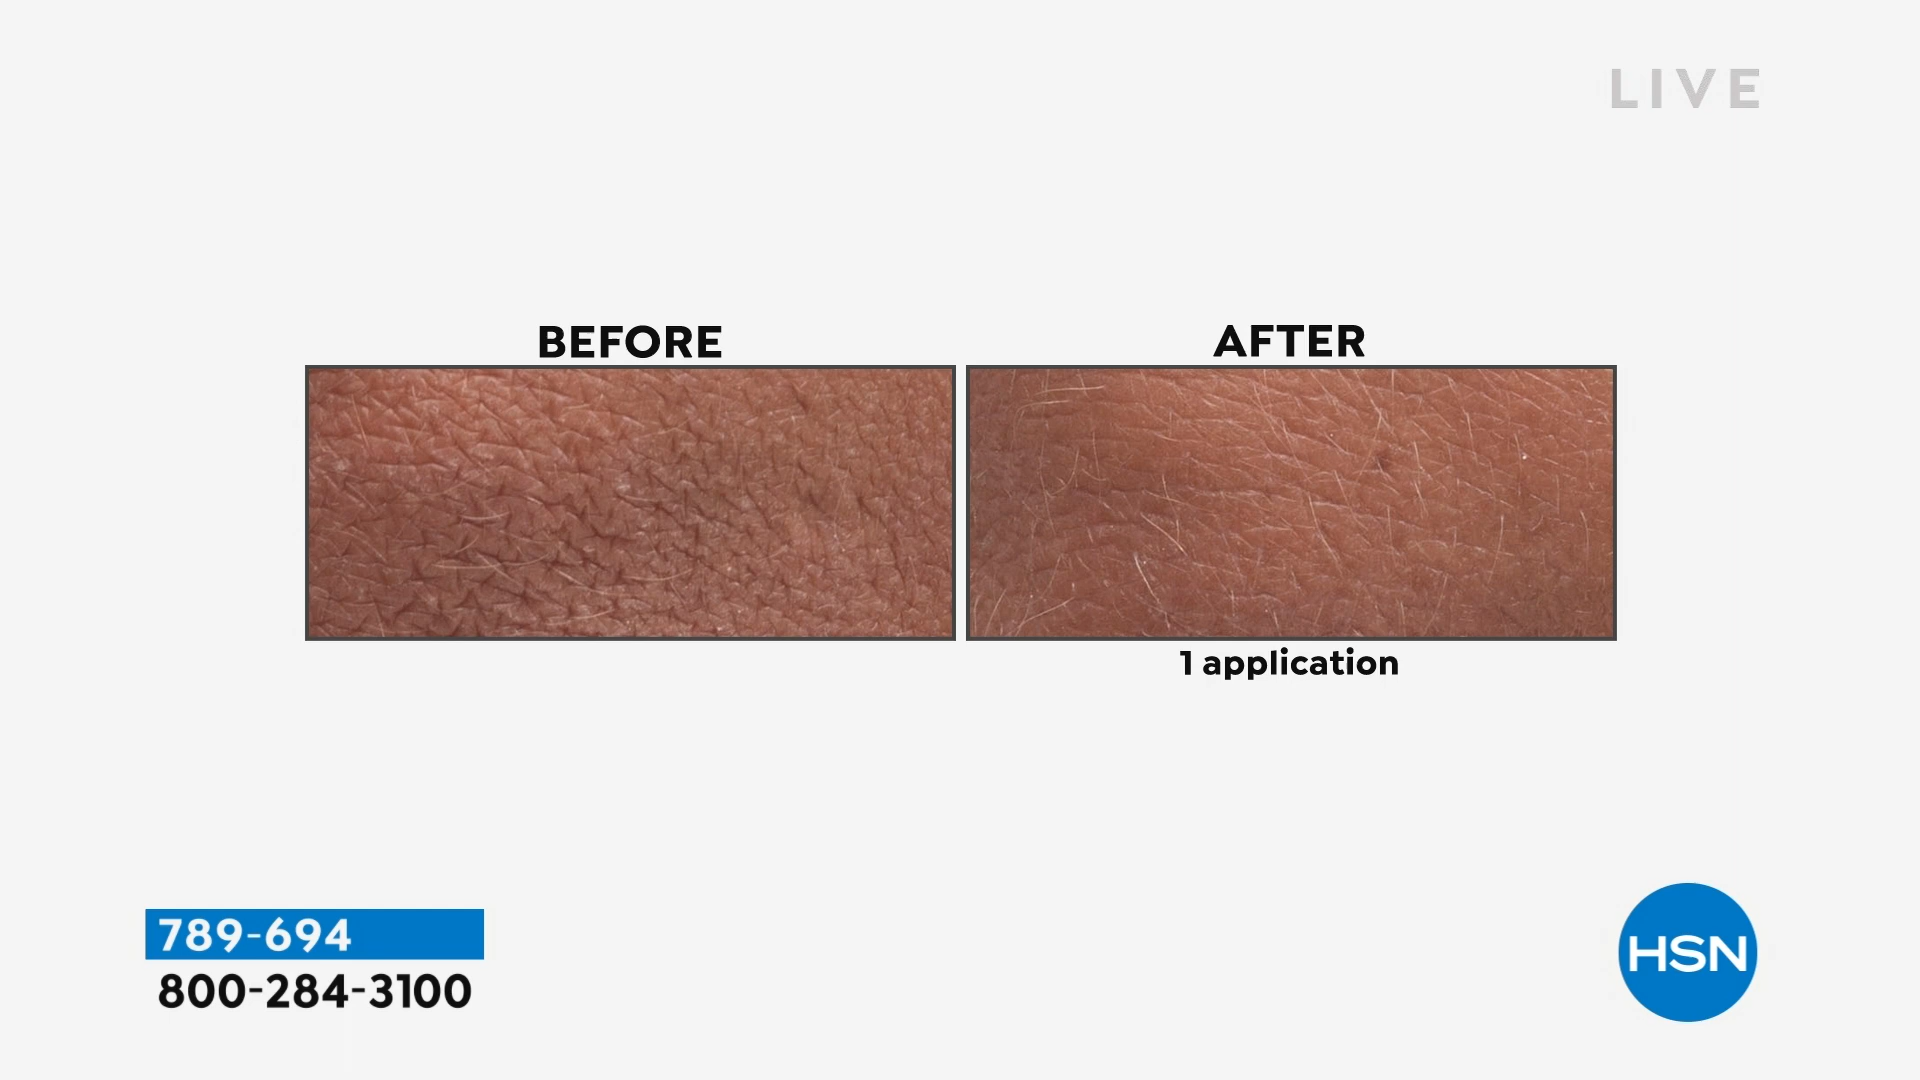 LIVE
BEFORE
AFTER
1 application
789-694
800-284-3100
HSN